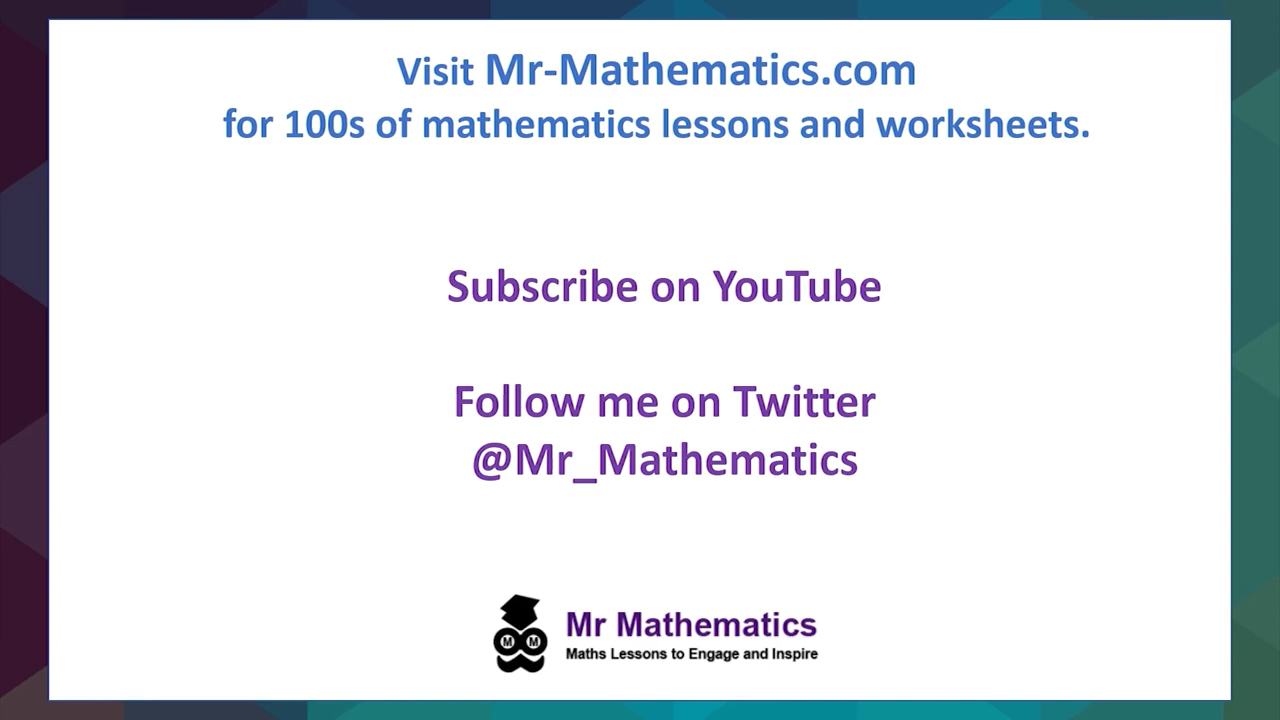 Visit Mr-Mathematics.com
for 100s of mathematics lessons and worksheets.
Subscribe on YouTube
Follow me on Twitter
@Mr_Mathematics
M M
Mr Mathematics
Maths Lessons to Engage and Inspire